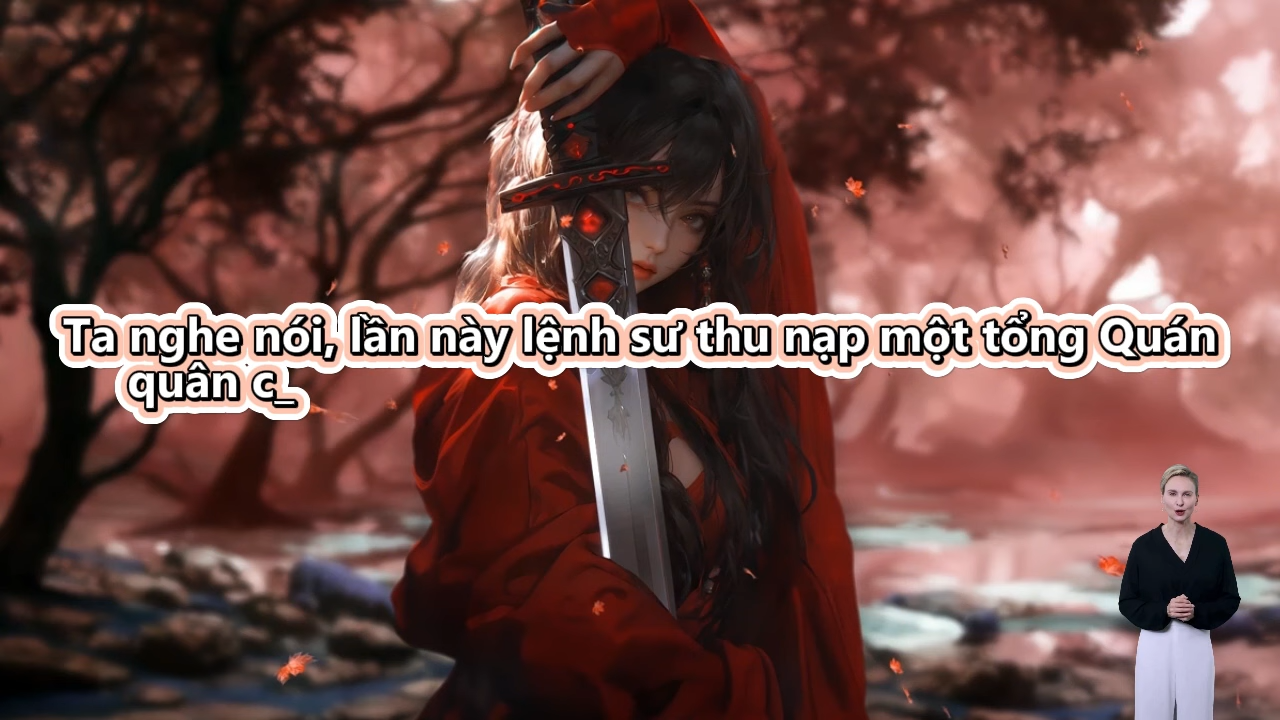 Ta nghe nói, lần này lệnh sư thu nạp một tổng Quán
quân c_